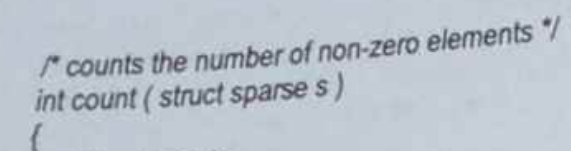 /* counts the number of non-zero elements */
int count ( struct sparse s )
{